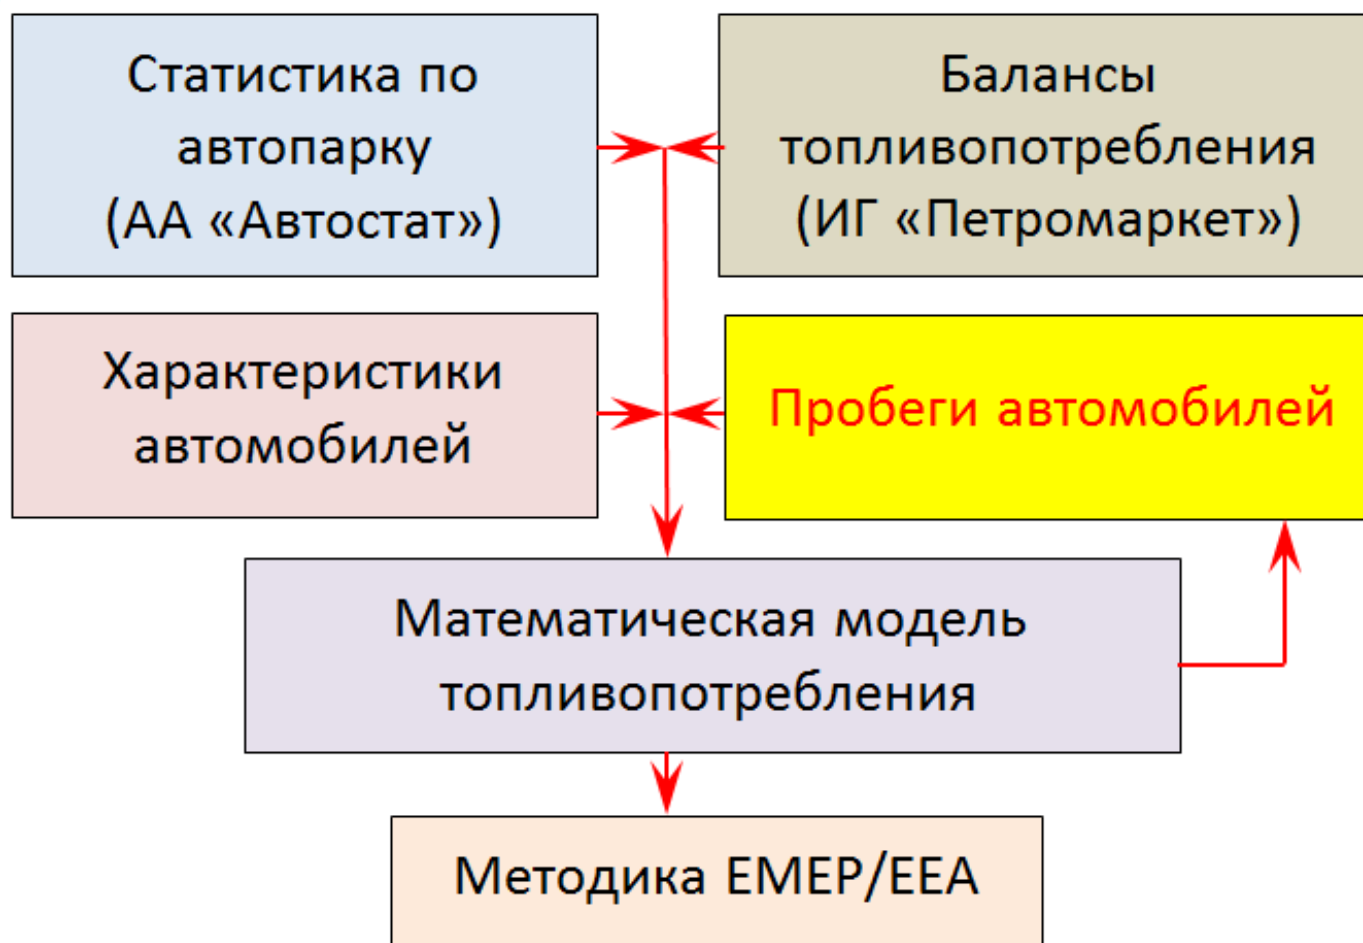 Статистика по
автопарку
(АА «Автостат»)
Балансы
топливопотребления
(ИГ «Петромаркет»)
Характеристики
автомобилей
Пробеги автомобилей
Математическая модель
топливопотребления
Методика EMEP/EEA